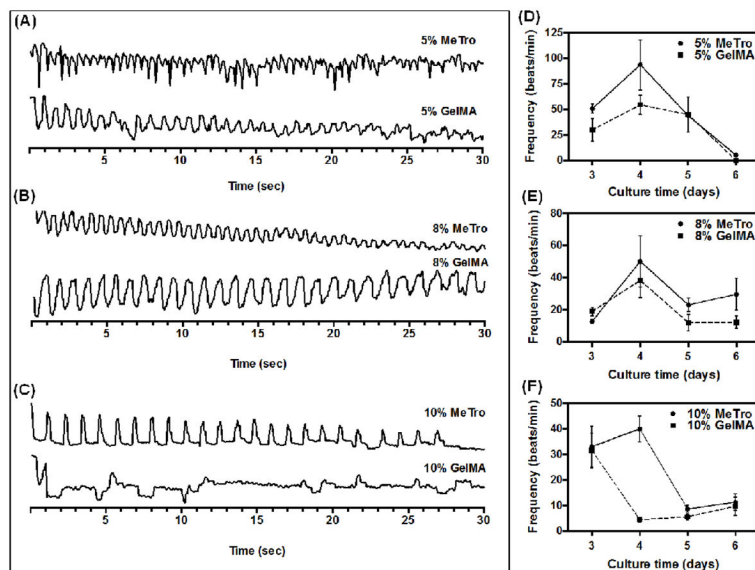 (A)
5% MeTro
5% GelMA
5 10 15 20 25 30
Time (sec)
(B)
8% MeTro
8% GelMA
5 10 15 20 25 30
Time (sec)
(C)
10% MeTro
10% GelMA
5 10 15 20 25 30
Time (sec)
(D)
5% MeTro
5% GelMA
Frequency (beats/min)
125
100
75
50
25
0
3 4 5 6
Culture time (days)
(E)
8% MeTro
8% GelMA
Frequency (beats/min)
80
60
40
20
0
3 4 5 6
Culture time (days)
(F)
10% MeTro
10% GelMA
Frequency (beats/min)
50
40
30
20
10
0
3 4 5 6
Culture time (days)